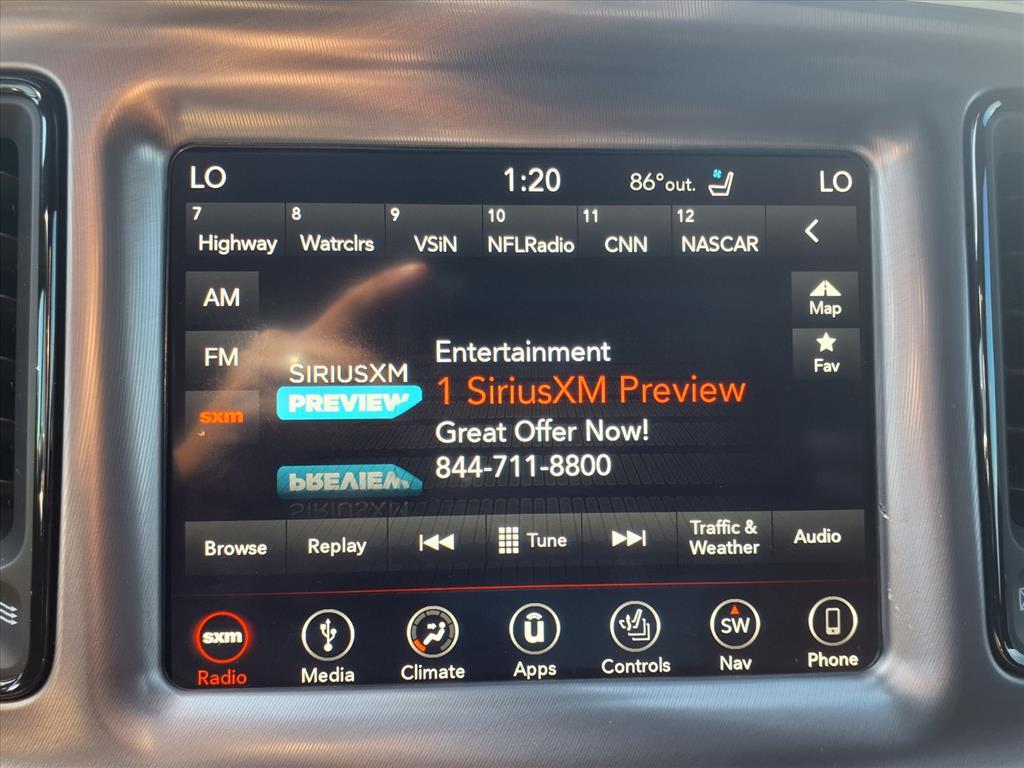 LO 1:20 86°out. LO
7 8 9 10 11 12
Highway Watrclrs VSiN NFLRadio CNN NASCAR
AM
Map
FM
Fav
sxm
SIRIUSXM
PREVIEW
Entertainment
1 SiriusXM Preview
Great Offer Now!
844-711-8800
Browse Replay Tune Traffic & Weather Audio
sxm u SW
Radio Media Climate Apps Controls Nav Phone